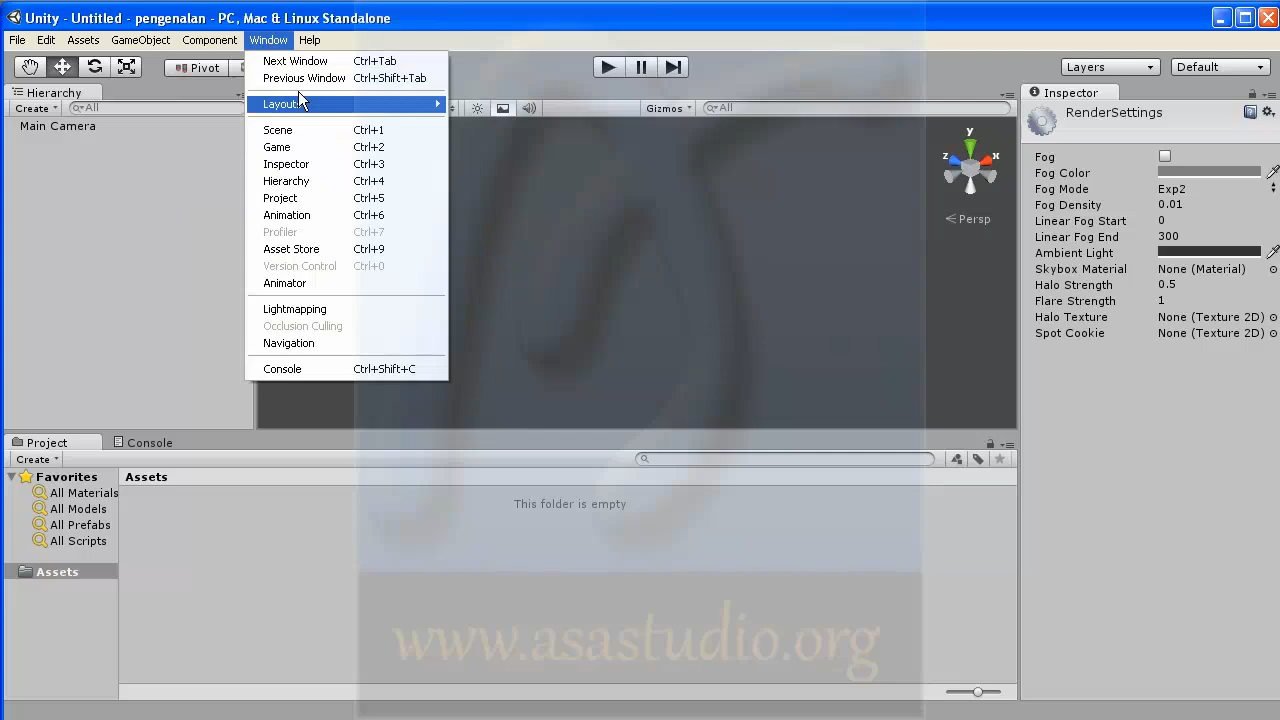 Unity - Untitled - pengenalan - PC, Mac & Linux Standalone
File Edit Assets GameObject Component Window Help
Pivot Layers Default
Next Window Ctrl+Tab
Previous Window Ctrl+Shift+Tab
Layouts
Scene Ctrl+1
Game Ctrl+2
Inspector Ctrl+3
Hierarchy Ctrl+4
Project Ctrl+5
Animation Ctrl+6
Profiler Ctrl+7
Asset Store Ctrl+9
Version Control Ctrl+0
Animator
Lightmapping
Occlusion Culling
Navigation
Console Ctrl+Shift+C
Hierarchy
Create All
Main Camera
Gizmos All
y
z x
Persp
Inspector
RenderSettings
Fog
Fog Color
Fog Mode Exp2
Fog Density 0.01
Linear Fog Start 0
Linear Fog End 300
Ambient Light
Skybox Material None (Material)
Halo Strength 0.5
Flare Strength 1
Halo Texture None (Texture 2D)
Spot Cookie None (Texture 2D)
Project Console
Create
Favorites
All Materials
All Models
All Prefabs
All Scripts
Assets
Assets
This folder is empty
www.asastudio.org